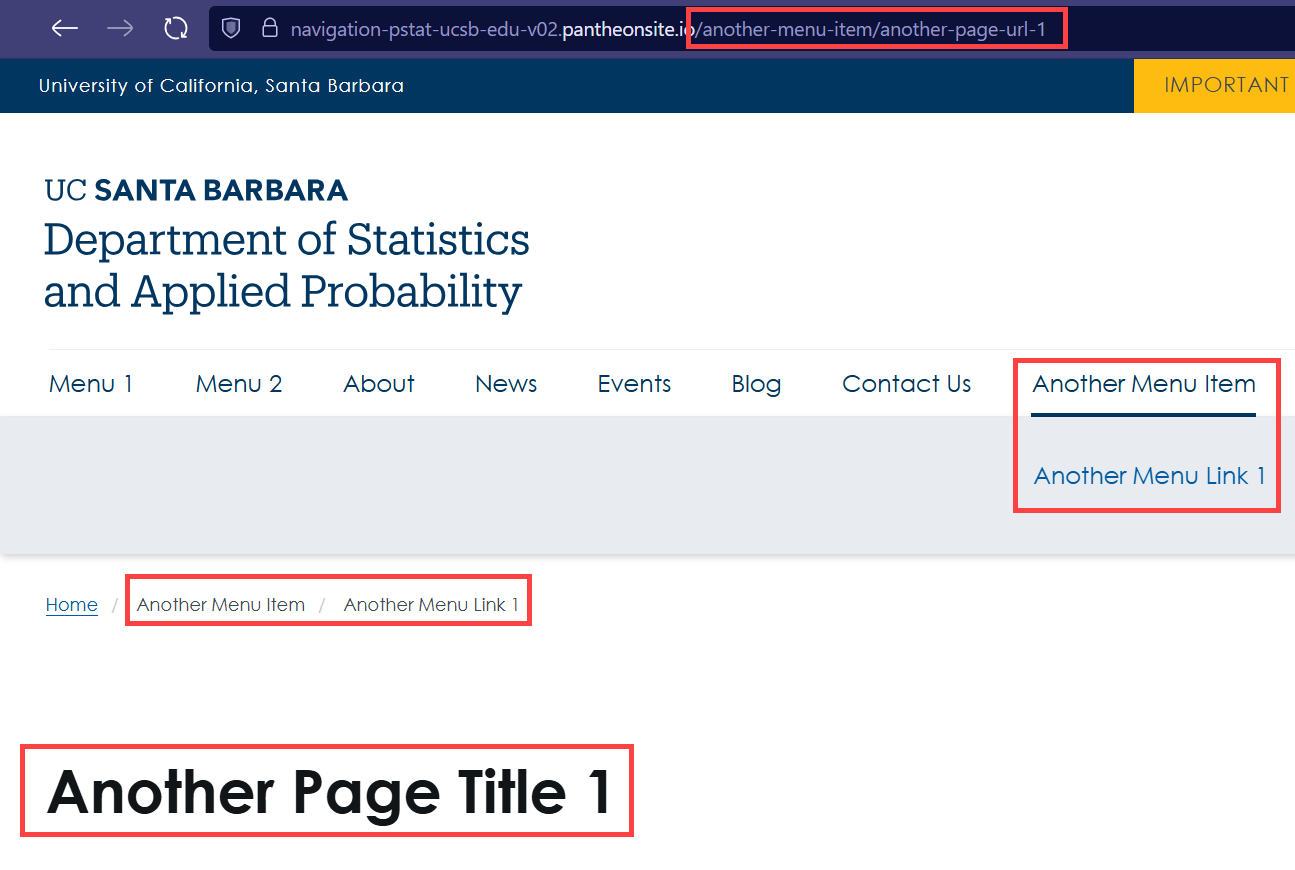 navigation-pstat-ucsb-edu-v02.pantheonsite.io/another-menu-item/another-page-url-1
University of California, Santa Barbara
IMPORTANT
UC SANTA BARBARA
Department of Statistics
and Applied Probability
Menu 1 Menu 2 About News Events Blog Contact Us Another Menu Item
Another Menu Link 1
Home / Another Menu Item / Another Menu Link 1
Another Page Title 1